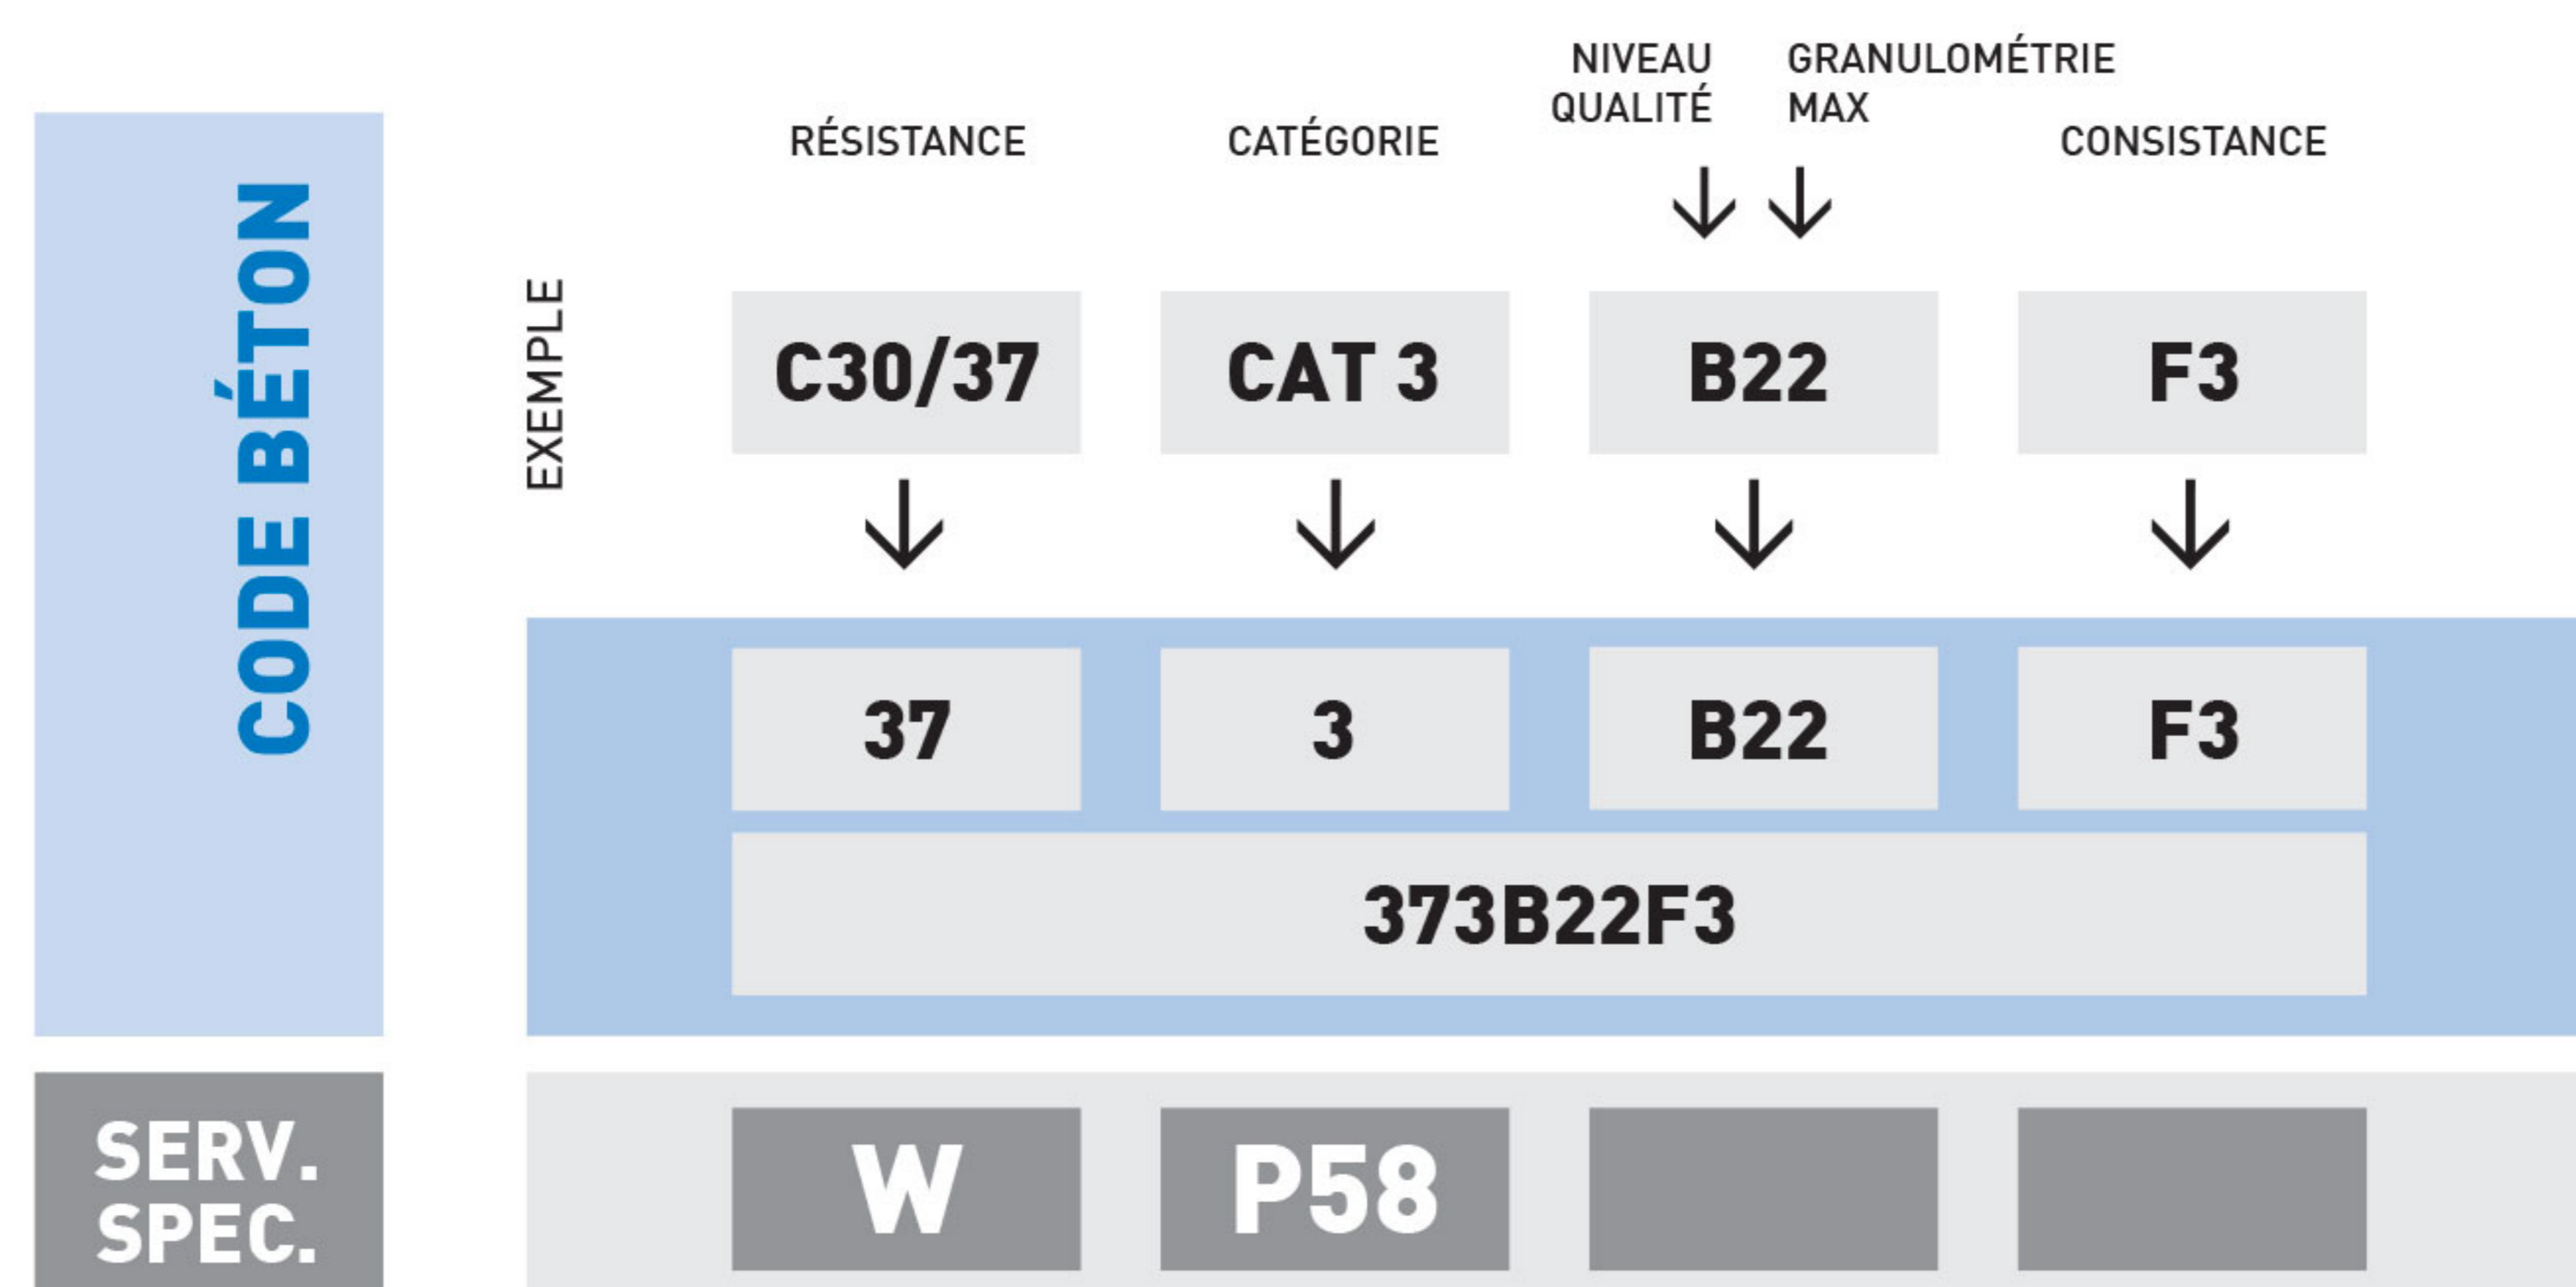 CODE BÉTON
NIVEAU
QUALITÉ
GRANULOMÉTRIE
MAX
RÉSISTANCE
CATÉGORIE
CONSISTANCE
EXEMPLE
C30/37
CAT 3
B22
F3
37
3
B22
F3
373B22F3
SERV.
SPEC.
W
P58